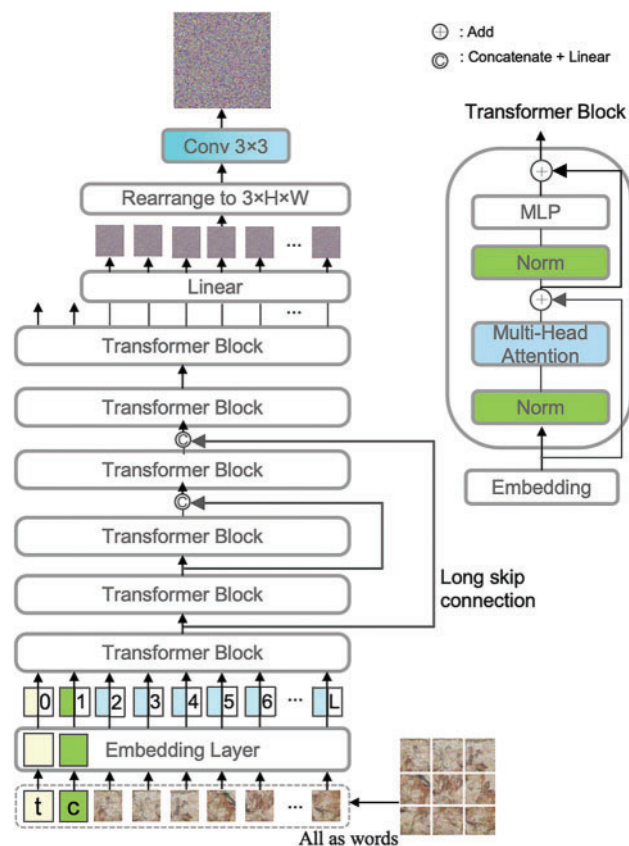 : Add
: Concatenate + Linear
Transformer Block
MLP
Norm
Multi-Head
Attention
Norm
Embedding
Conv 3×3
Rearrange to 3×H×W
...
Linear
...
Transformer Block
Transformer Block
C
Transformer Block
C
Transformer Block
Transformer Block
Transformer Block
Long skip
connection
0 1 2 3 4 5 6 ... L
Embedding Layer
t c ...
All as words